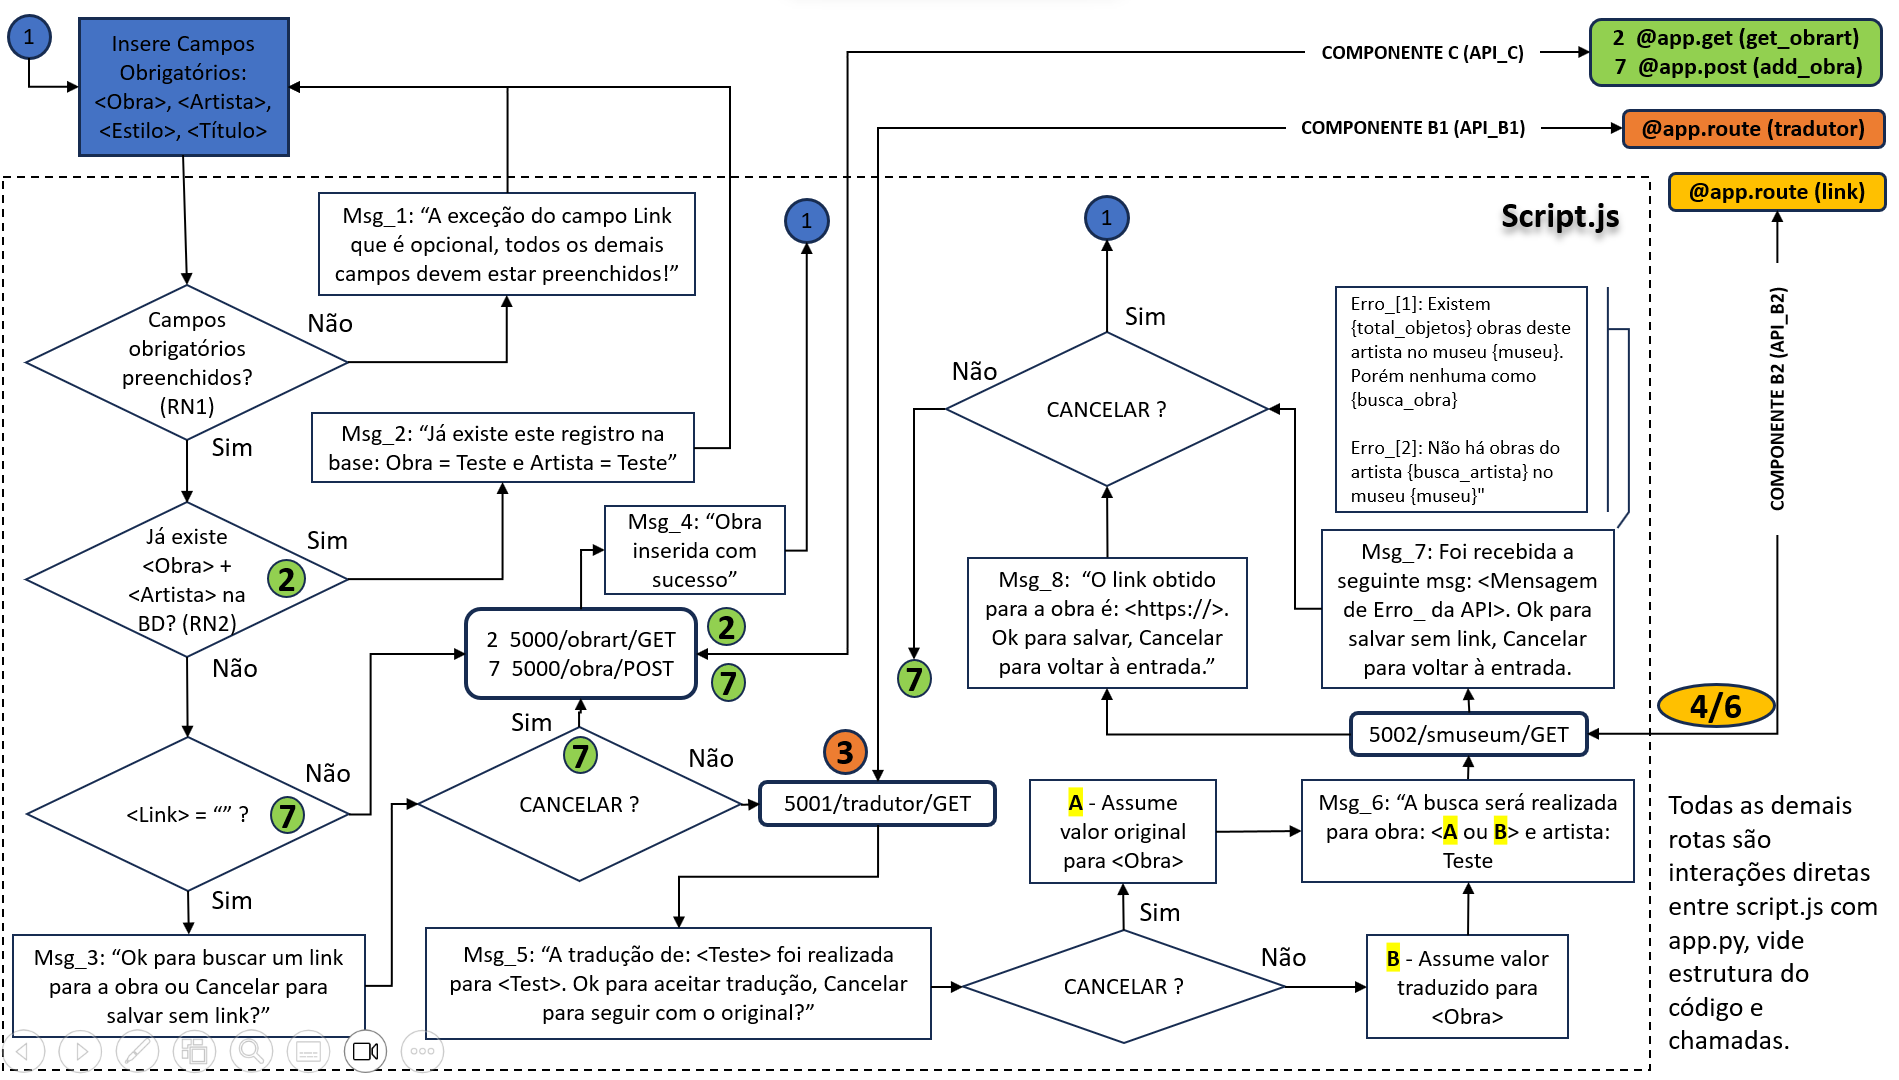 1
Insere Campos
Obrigatórios:
<Obra>, <Artista>,
<Estilo>, <Título>
COMPONENTE C (API_C)
2 @app.get (get_obrart)
7 @app.post (add_obra)
COMPONENTE B1 (API_B1)
@app.route (tradutor)
@app.route (link)
COMPONENTE B2 (API_B2)
Script.js
Msg_1: “A exceção do campo Link
que é opcional, todos os demais
campos devem estar preenchidos!”
1
1
Campos
obrigatórios
preenchidos?
(RN1)
Não
Sim
Msg_2: “Já existe este registro na
base: Obra = Teste e Artista = Teste”
Já existe
<Obra> +
<Artista> na
BD? (RN2)
2
Sim
Não
Msg_4: “Obra
inserida com
sucesso”
2 5000/obrart/GET
7 5000/obra/POST
2
7
<Link> = “” ?
7
Não
Sim
Msg_3: “Ok para buscar um link
para a obra ou Cancelar para
salvar sem link?”
Sim
7
CANCELAR ?
Não
3
5001/tradutor/GET
Msg_5: “A tradução de: <Teste> foi realizada
para <Test>. Ok para aceitar tradução, Cancelar
para seguir com o original?”
CANCELAR ?
Sim
Não
A - Assume
valor original
para <Obra>
B - Assume valor
traduzido para
<Obra>
Msg_6: “A busca será realizada
para obra: <A ou B> e artista:
Teste
5002/smuseum/GET
4/6
Msg_7: Foi recebida a
seguinte msg: <Mensagem
de Erro_ da API>. Ok para
salvar sem link, Cancelar
para voltar à entrada.
Erro_[1]: Existem
{total_objetos} obras deste
artista no museu {museu}.
Porém nenhuma como
{busca_obra}
Erro_[2]: Não há obras do
artista {busca_artista} no
museu {museu}"
Msg_8: “O link obtido
para a obra é: <https://>.
Ok para salvar, Cancelar
para voltar à entrada.”
CANCELAR ?
Sim
Não
7
Todas as demais
rotas são
interações diretas
entre script.js com
app.py, vide
estrutura do
código e
chamadas.